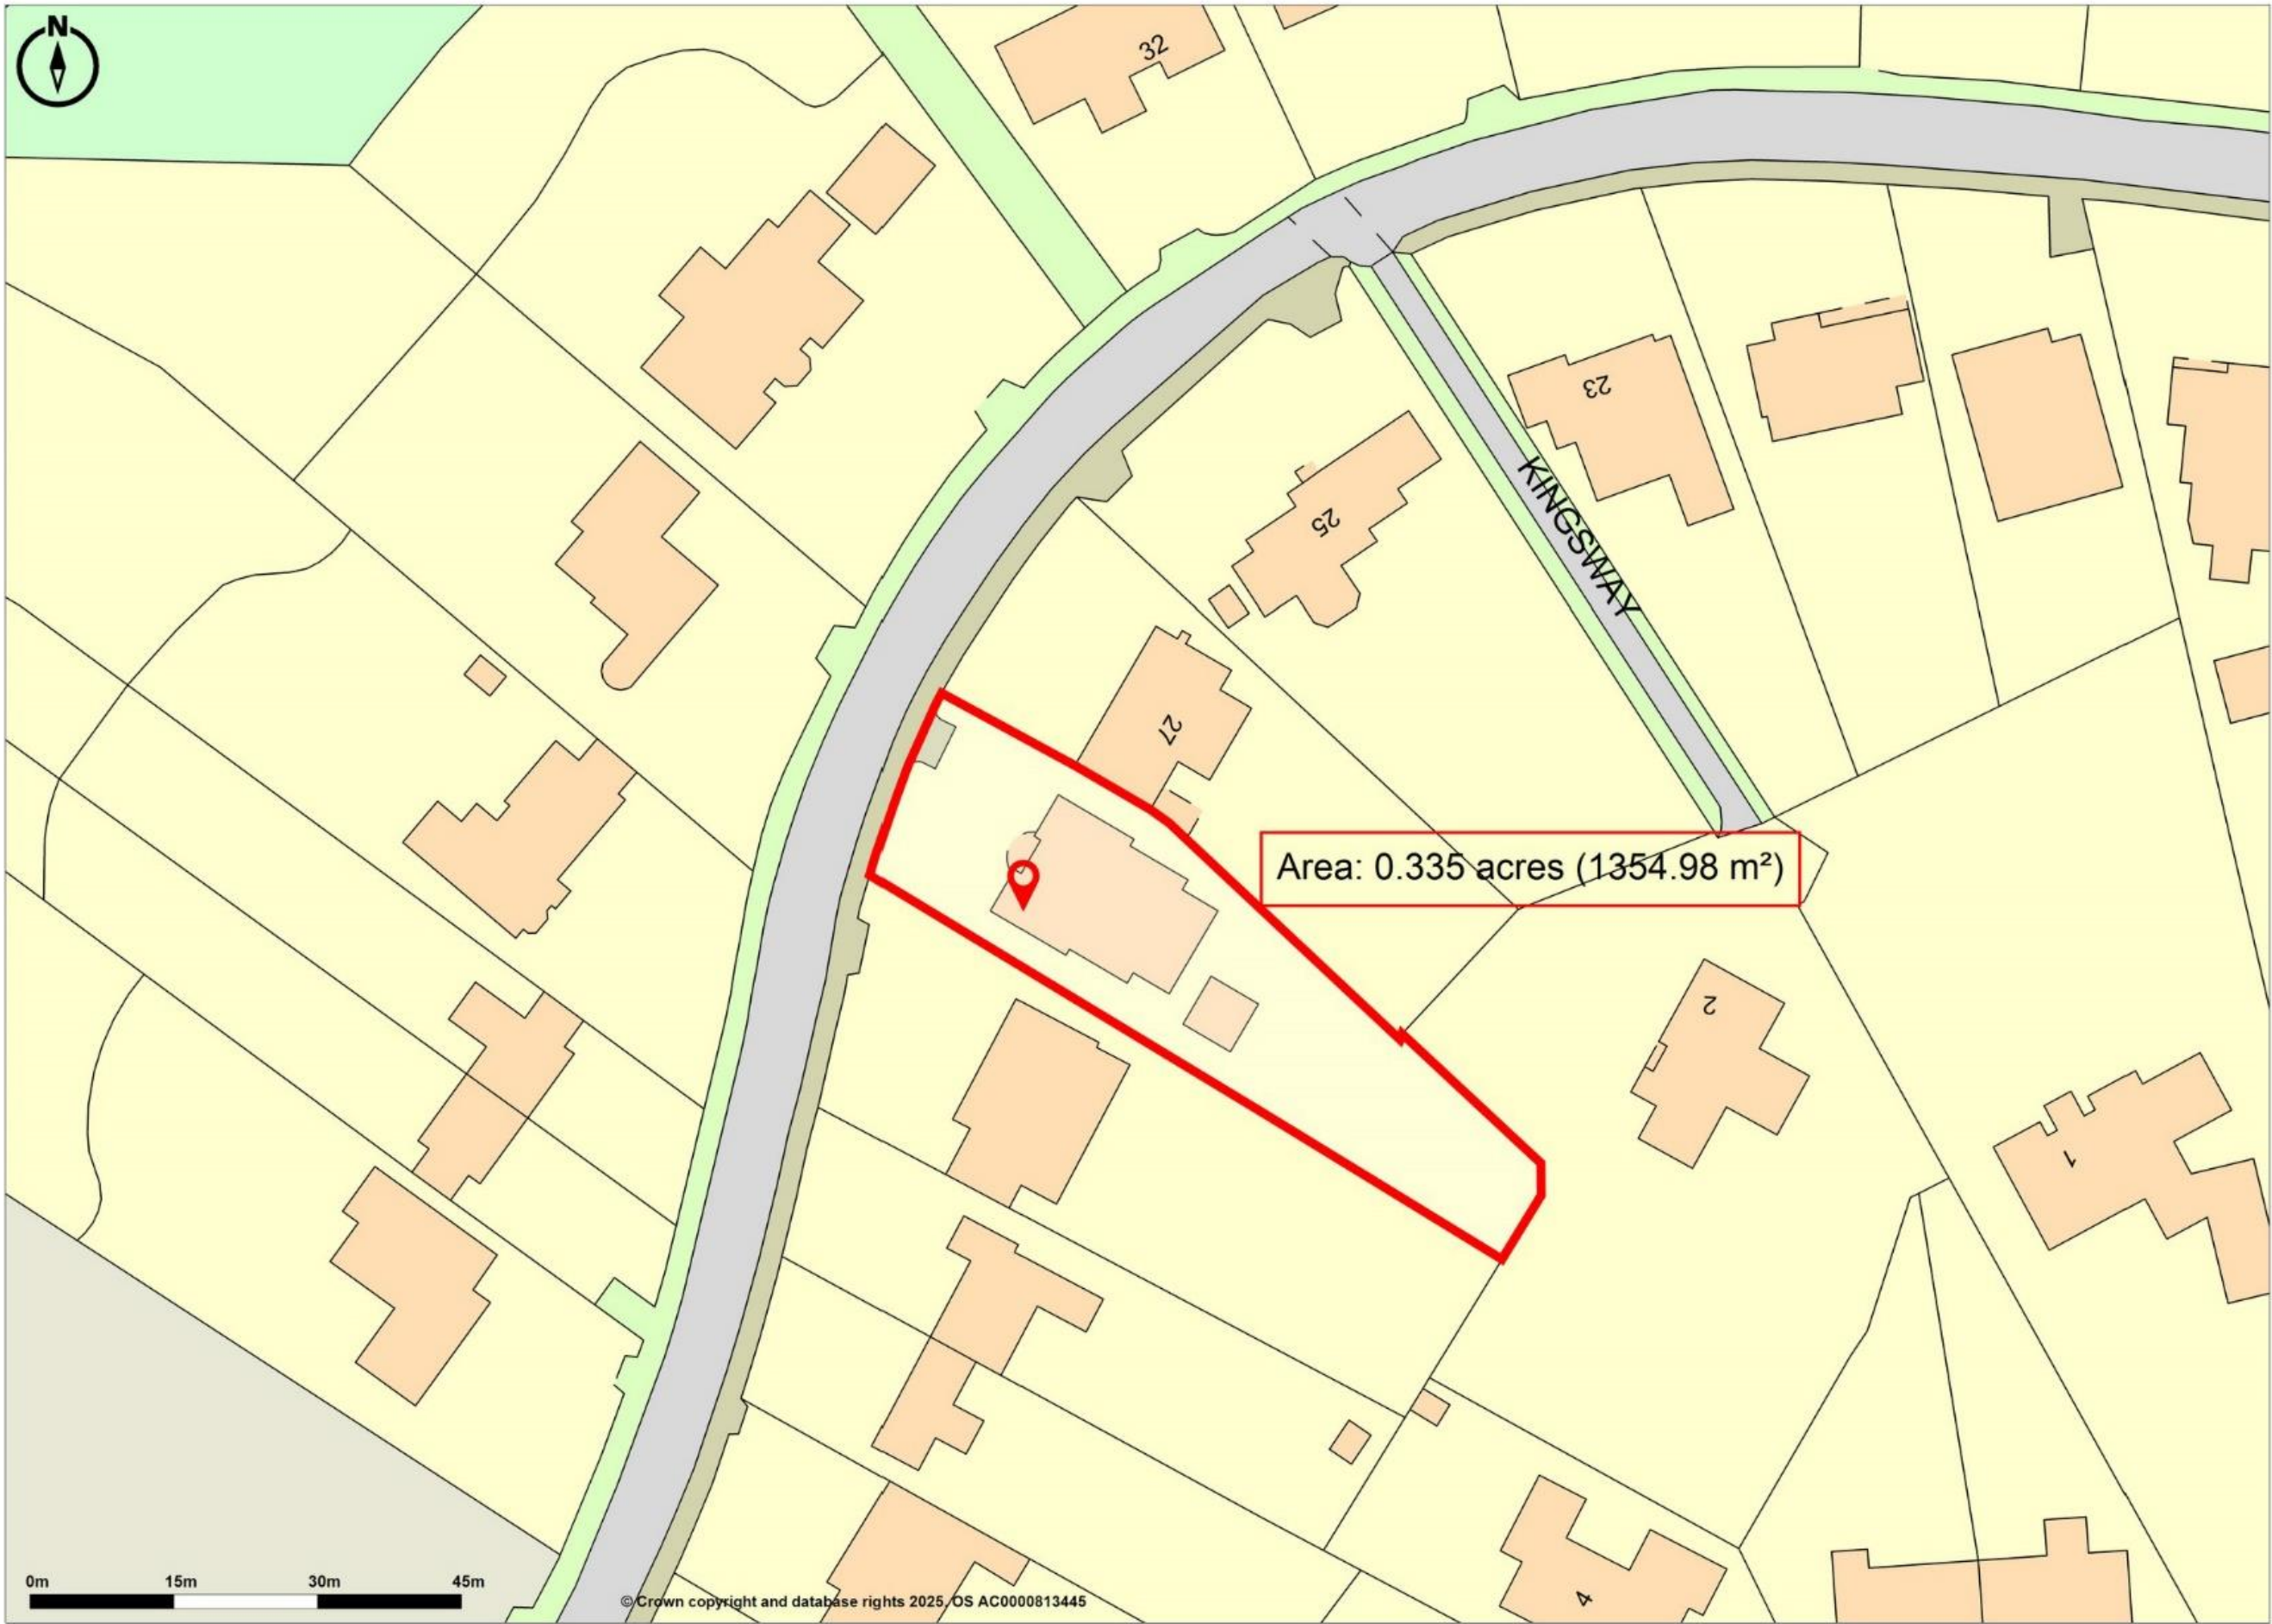 N
32
23
25
KINGSWAY
27
Area: 0.335 acres (1354.98 m²)
2
1
4
0m 15m 30m 45m
© Crown copyright and database rights 2025. OS AC0000813445